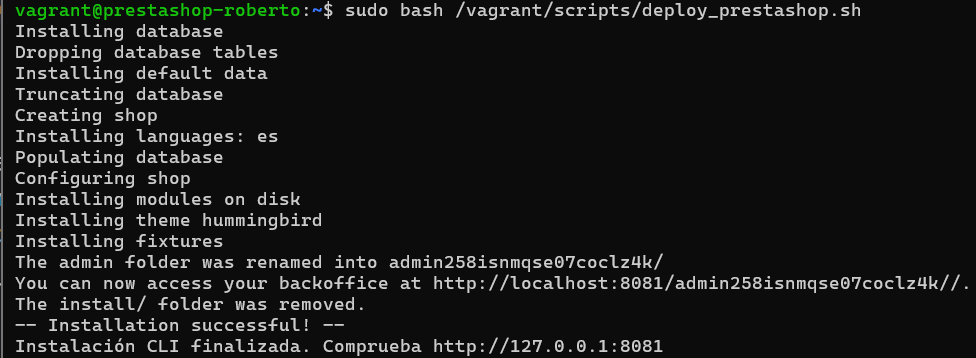 vagrant@prestashop-roberto:~$ sudo bash /vagrant/scripts/deploy_prestashop.sh
Installing database
Dropping database tables
Installing default data
Truncating database
Creating shop
Installing languages: es
Populating database
Configuring shop
Installing modules on disk
Installing theme hummingbird
Installing fixtures
The admin folder was renamed into admin258isnmqse07coclz4k/
You can now access your backoffice at http://localhost:8081/admin258isnmqse07coclz4k//.
The install/ folder was removed.
-- Installation successful! --
Instalación CLI finalizada. Comprueba http://127.0.0.1:8081